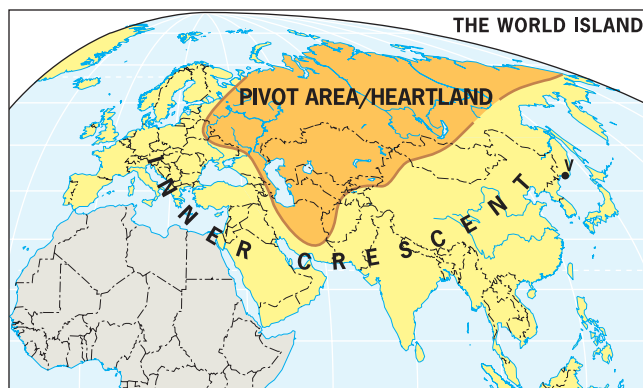 THE WORLD ISLAND
PIVOT AREA/HEARTLAND
V
INNER CRESCENT